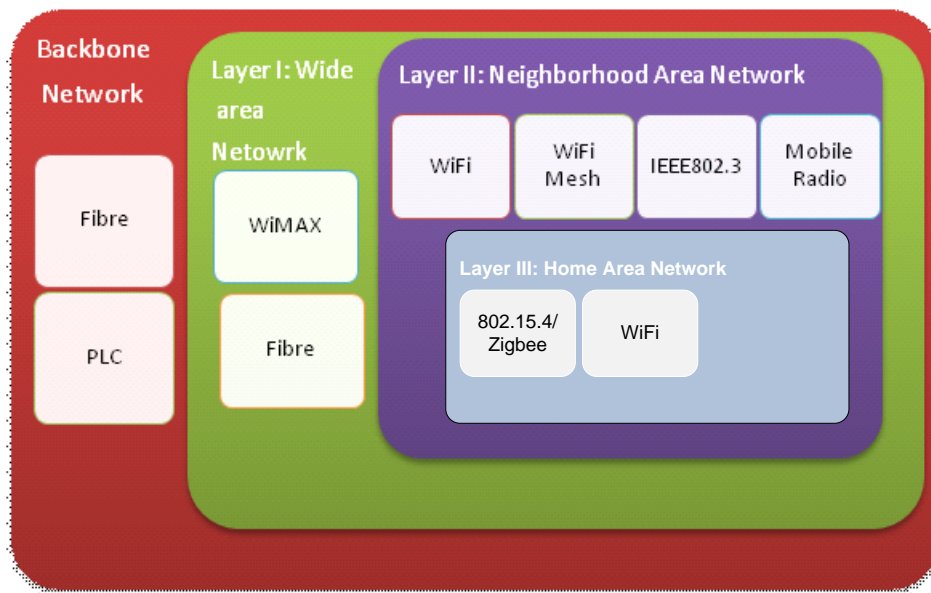 Backbone
Network
Fibre
PLC
Layer I: Wide
area
Netowrk
WiMAX
Fibre
Layer II: Neighborhood Area Network
WiFi
WiFi
Mesh
IEEE802.3
Mobile
Radio
Layer III: Home Area Network
802.15.4/
Zigbee
WiFi